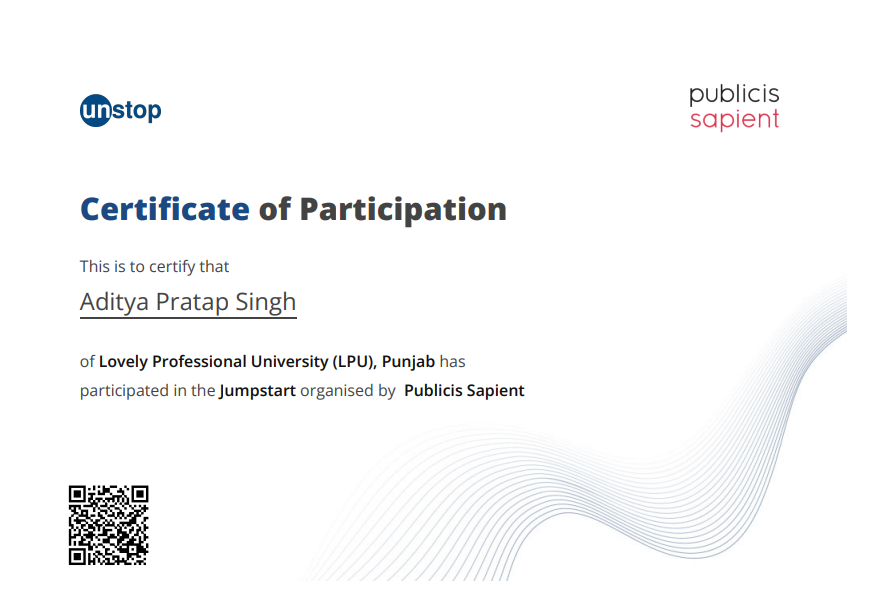 unstop
publicis
sapient
Certificate of Participation
This is to certify that
Aditya Pratap Singh
of Lovely Professional University (LPU), Punjab has
participated in the Jumpstart organised by Publicis Sapient